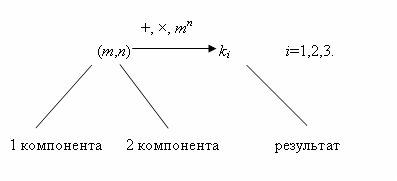 +, ×, mⁿ
(m,n) kᵢ i=1,2,3.
1 компонента 2 компонента результат